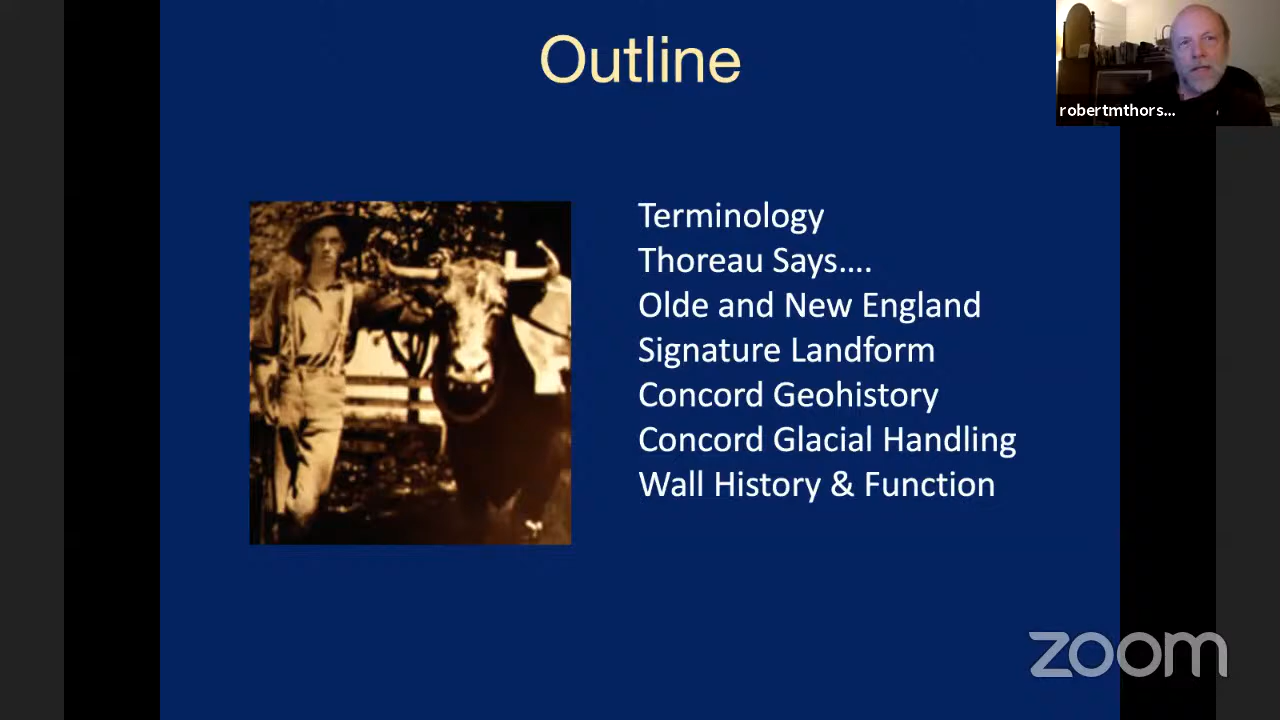 Outline
robertmthors...
Terminology
Thoreau Says….
Olde and New England
Signature Landform
Concord Geohistory
Concord Glacial Handling
Wall History & Function
zoom